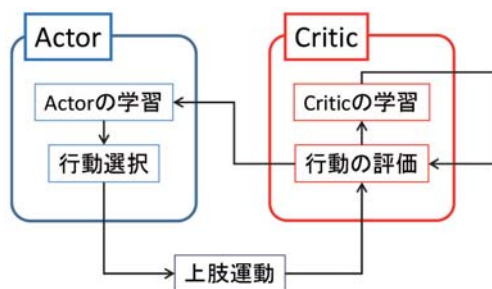 Actor
Critic
Actorの学習
Criticの学習
行動選択
行動の評価
上肢運動